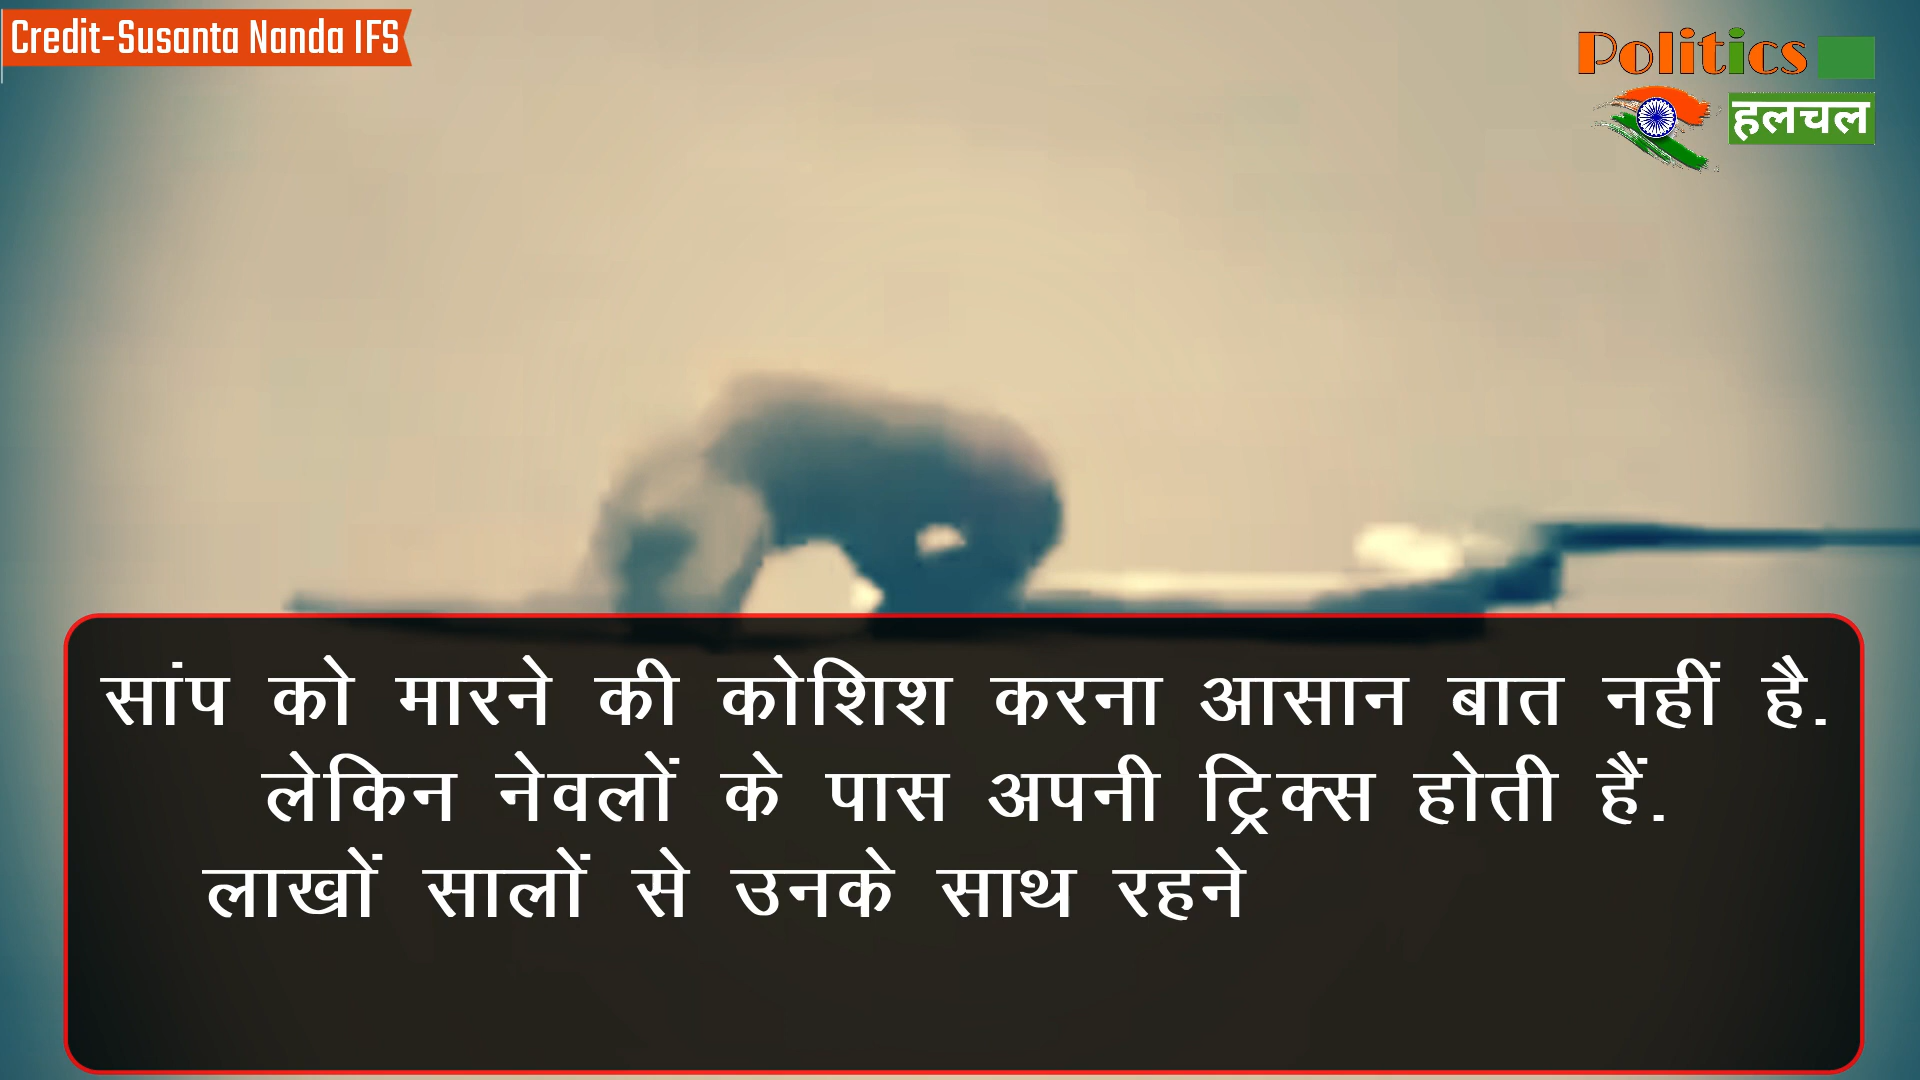 Credit-Susanta Nanda IFS
Politics
हलचल
सांप को मारने की कोशिश करना आसान बात नहीं है.
लेकिन नेवलों के पास अपनी ट्रिक्स होती हैं.
लाखों सालों से उनके साथ रहने